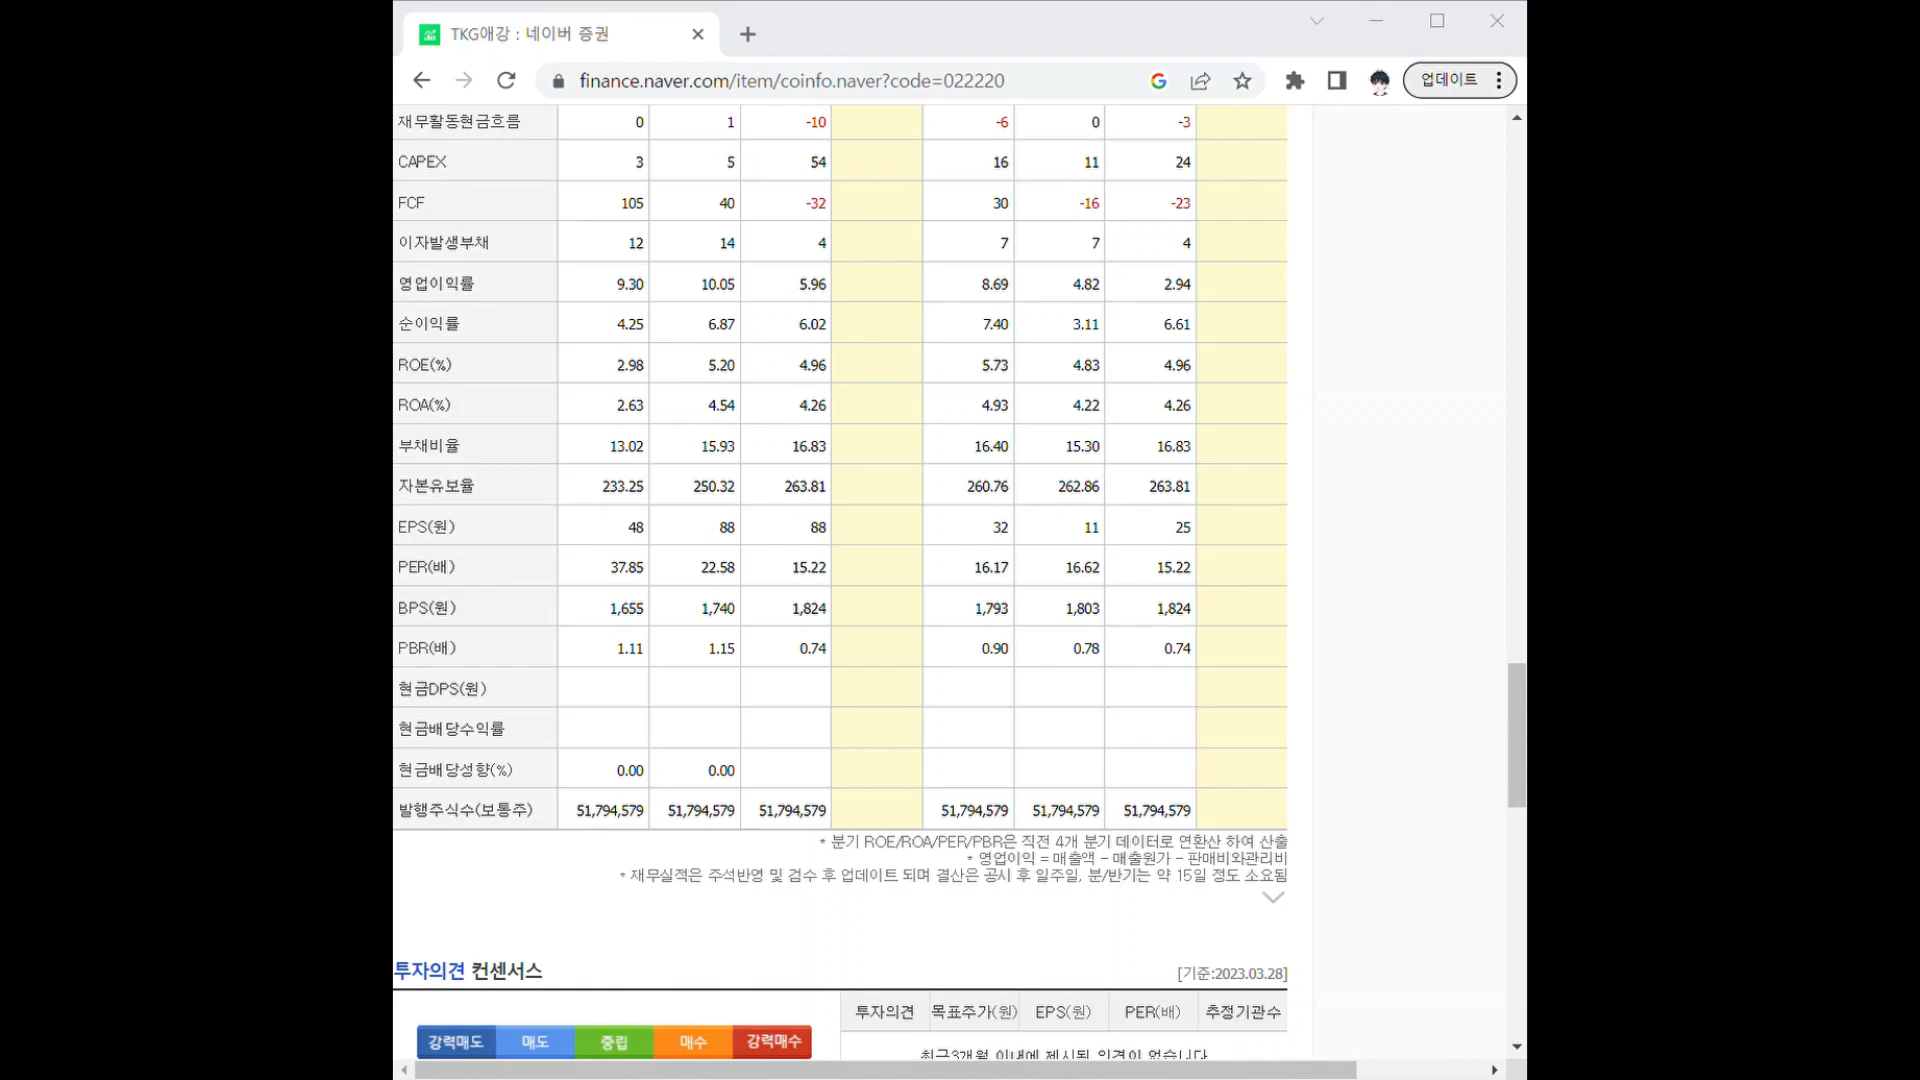 TKG애강 : 네이버 증권
finance.naver.com/item/coinfo.naver?code=022220
업데이트
재무활동현금흐름 0 1 -10 -6 0 -3
CAPEX 3 5 54 16 11 24
FCF 105 40 -32 30 -16 -23
이자발생부채 12 14 4 7 7 4
영업이익률 9.30 10.05 5.96 8.69 4.82 2.94
순이익률 4.25 6.87 6.02 7.40 3.11 6.61
ROE(%) 2.98 5.20 4.96 5.73 4.83 4.96
ROA(%) 2.63 4.54 4.26 4.93 4.22 4.26
부채비율 13.02 15.93 16.83 16.40 15.30 16.83
자본유보율 233.25 250.32 263.81 260.76 262.86 263.81
EPS(원) 48 88 88 32 11 25
PER(배) 37.85 22.58 15.22 16.17 16.62 15.22
BPS(원) 1,655 1,740 1,824 1,793 1,803 1,824
PBR(배) 1.11 1.15 0.74 0.90 0.78 0.74
현금DPS(원)
현금배당수익률
현금배당성향(%) 0.00 0.00
발행주식수(보통주) 51,794,579 51,794,579 51,794,579 51,794,579 51,794,579 51,794,579
* 분기 ROE/ROA/PER/PBR은 직전 4개 분기 데이터로 연환산 하여 산출
* 영업이익 = 매출액 - 매출원가 - 판매비와관리비
* 재무실적은 주석반영 및 검수 후 업데이트 되며 결산은 공시 후 일주일, 분/반기는 약 15일 정도 소요됨
투자의견 컨센서스 [기준:2023.03.28]
투자의견 목표주가(원) EPS(원) PER(배) 추정기관수
강력매도 매도 중립 매수 강력매수
최근3개월 이내에 제시된 의견이 없습니다